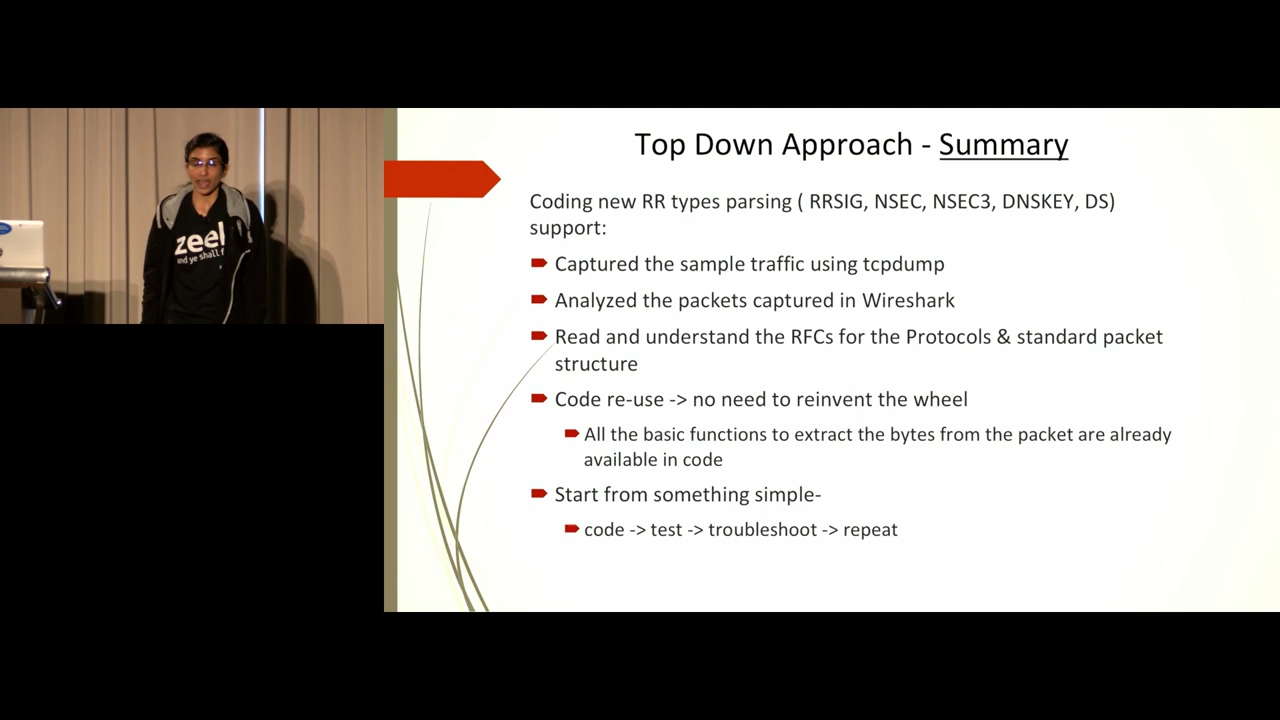 Top Down Approach - Summary
Coding new RR types parsing ( RRSIG, NSEC, NSEC3, DNSKEY, DS)
support:
Captured the sample traffic using tcpdump
Analyzed the packets captured in Wireshark
Read and understand the RFCs for the Protocols & standard packet
structure
Code re-use -> no need to reinvent the wheel
All the basic functions to extract the bytes from the packet are already
available in code
Start from something simple-
code -> test -> troubleshoot -> repeat
zeek
and ye shall f